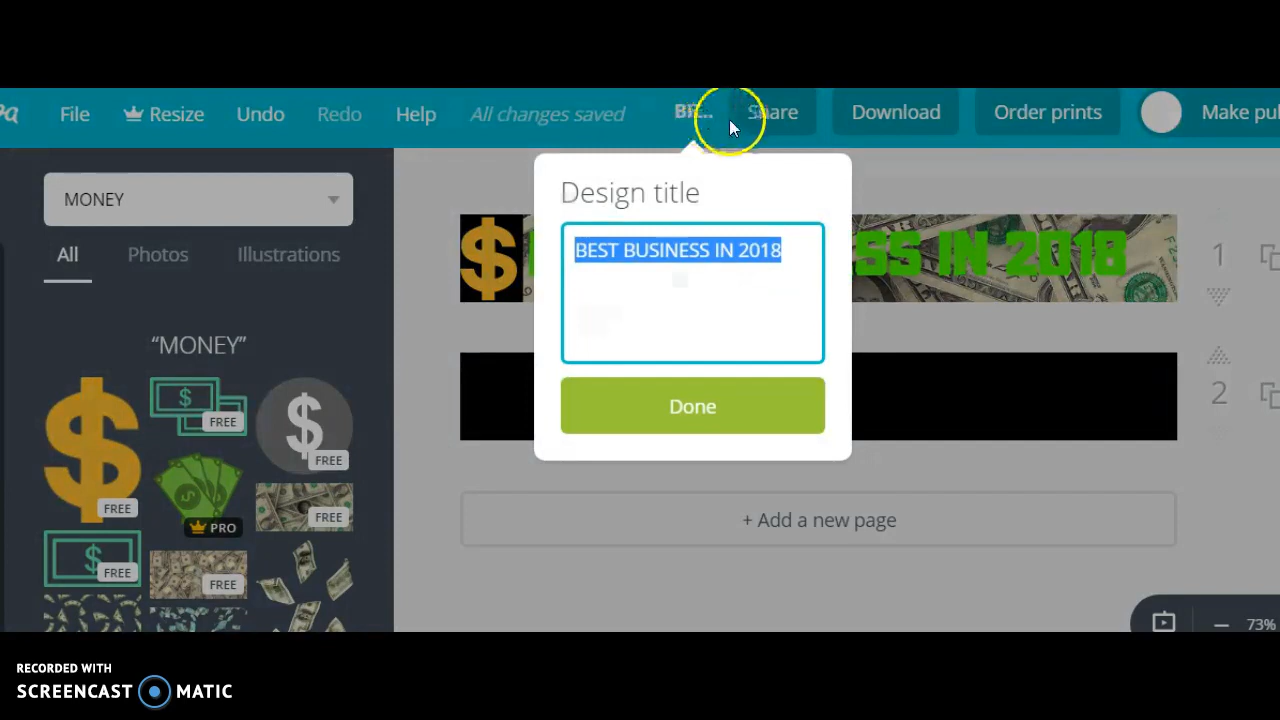 File
Resize
Undo
Redo
Help
All changes saved
Share
Download
Order prints
MONEY
All
Photos
Illustrations
“MONEY”
$
$
FREE
$
FREE
FREE
FREE
PRO
$
FREE
FREE
Design title
BEST BUSINESS IN 2018
Done
$
SS IN 2018
1
2
+ Add a new page
73%
RECORDED WITH
SCREENCAST
MATIC